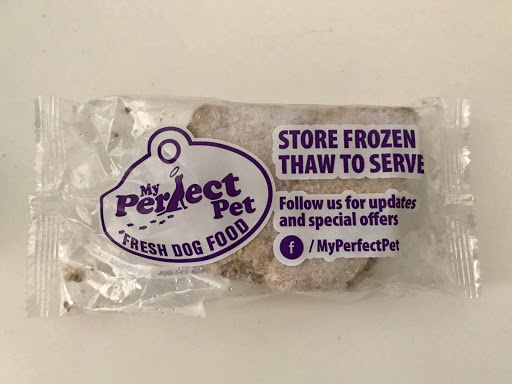 My
Perfect
Pet
FRESH DOG FOOD
STORE FROZEN
THAW TO SERVE
Follow us for updates
and special offers
f / MyPerfectPet